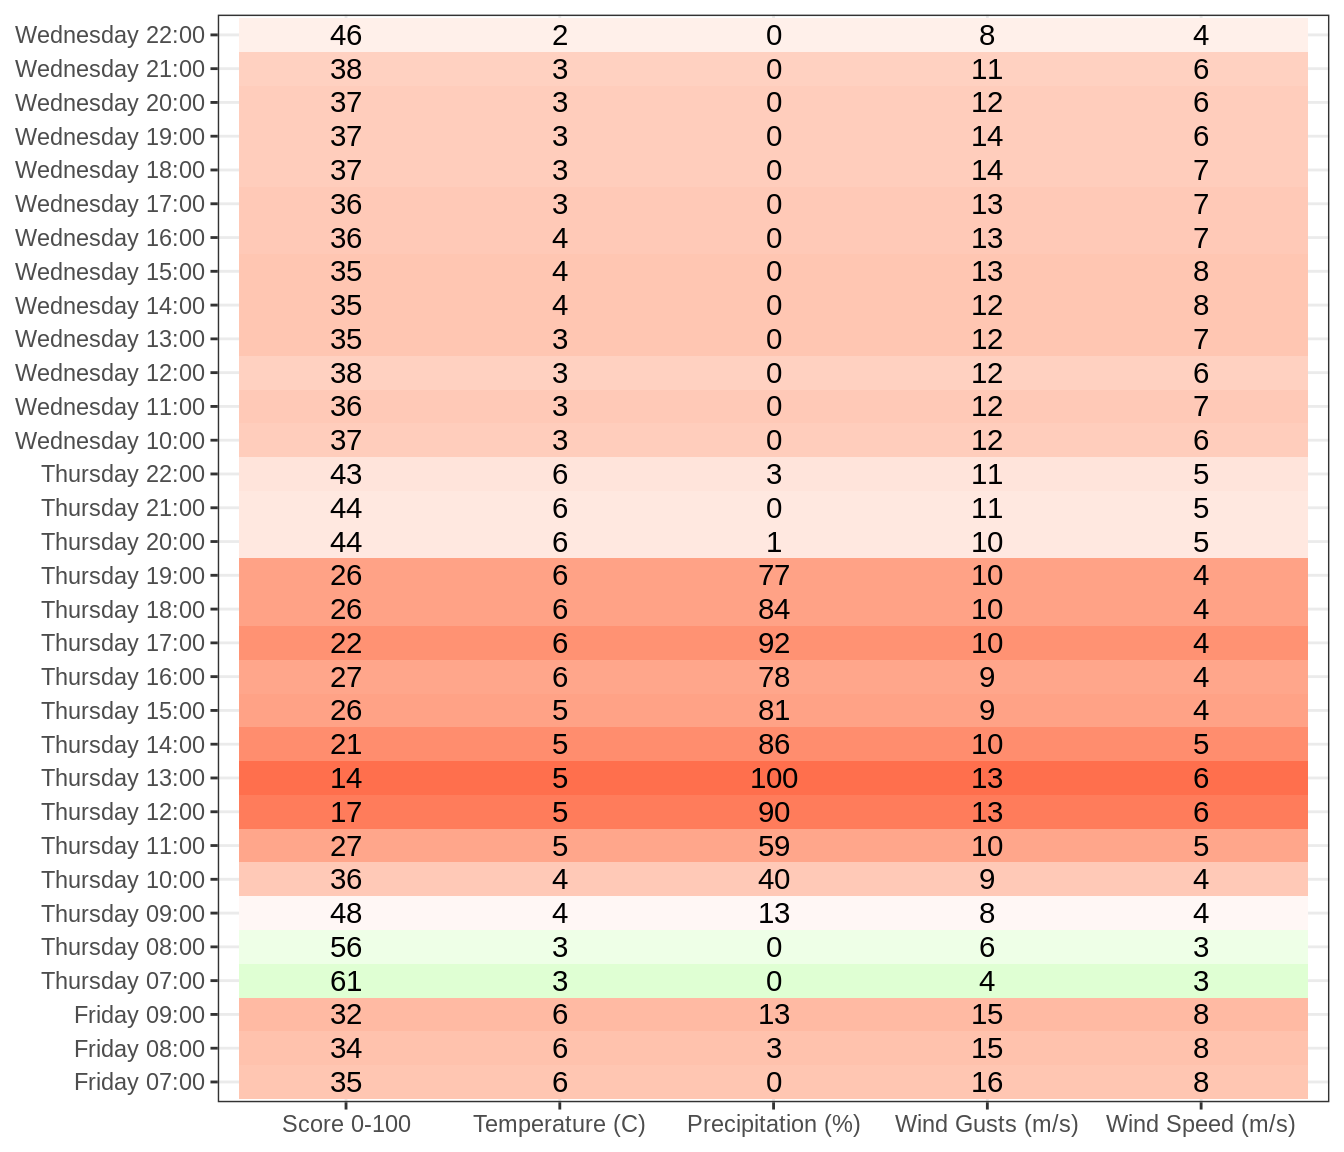 Wednesday 22:00 46 2 0 8 4
Wednesday 21:00 38 3 0 11 6
Wednesday 20:00 37 3 0 12 6
Wednesday 19:00 37 3 0 14 6
Wednesday 18:00 37 3 0 14 7
Wednesday 17:00 36 3 0 13 7
Wednesday 16:00 36 4 0 13 7
Wednesday 15:00 35 4 0 13 8
Wednesday 14:00 35 4 0 12 8
Wednesday 13:00 35 3 0 12 7
Wednesday 12:00 38 3 0 12 6
Wednesday 11:00 36 3 0 12 7
Wednesday 10:00 37 3 0 12 6
Thursday 22:00 43 6 3 11 5
Thursday 21:00 44 6 0 11 5
Thursday 20:00 44 6 1 10 5
Thursday 19:00 26 6 77 10 4
Thursday 18:00 26 6 84 10 4
Thursday 17:00 22 6 92 10 4
Thursday 16:00 27 6 78 9 4
Thursday 15:00 26 5 81 9 4
Thursday 14:00 21 5 86 10 5
Thursday 13:00 14 5 100 13 6
Thursday 12:00 17 5 90 13 6
Thursday 11:00 27 5 59 10 5
Thursday 10:00 36 4 40 9 4
Thursday 09:00 48 4 13 8 4
Thursday 08:00 56 3 0 6 3
Thursday 07:00 61 3 0 4 3
Friday 09:00 32 6 13 15 8
Friday 08:00 34 6 3 15 8
Friday 07:00 35 6 0 16 8
Score 0-100 Temperature (C) Precipitation (%) Wind Gusts (m/s) Wind Speed (m/s)